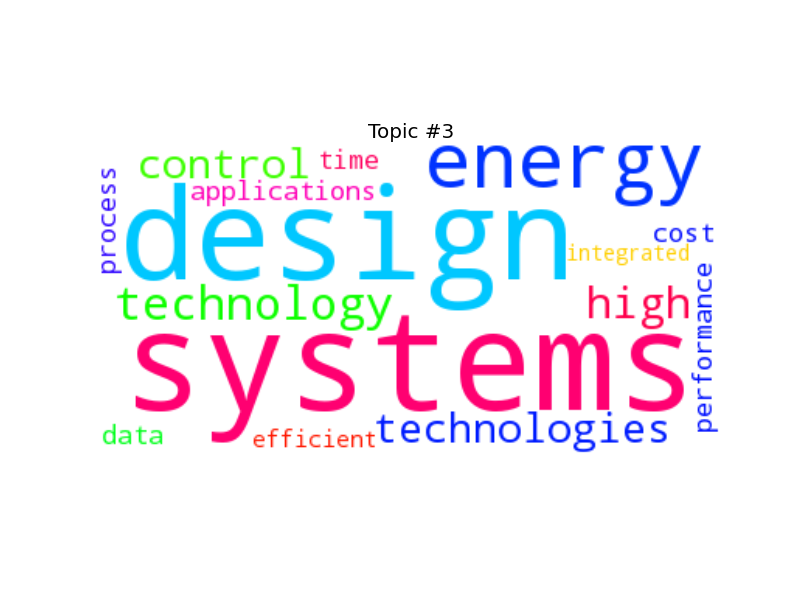 Topic #3
control
time
energy
applications
process
design
cost
integrated
technology
high
performance
systems
data
efficient
technologies